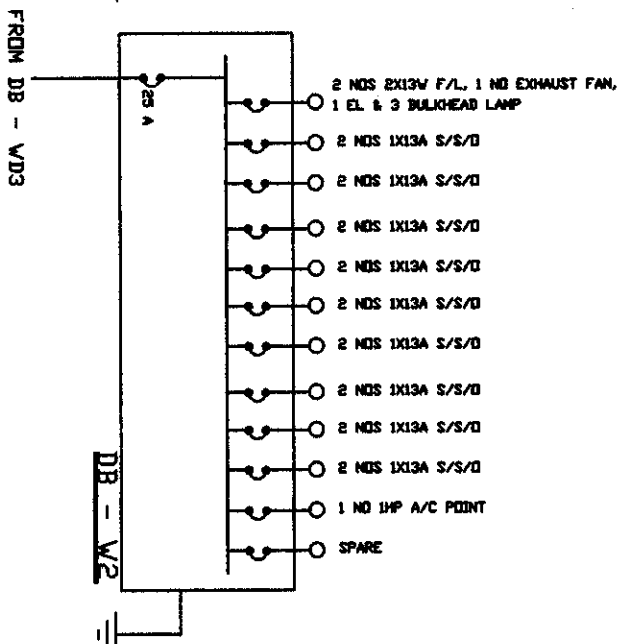 FROM DB - WD3
25 A
2 NOS 2X13W F/L, 1 NO EXHAUST FAN,
1 EL & 3 BULKHEAD LAMP
2 NOS 1X13A S/S/O
2 NOS 1X13A S/S/O
2 NOS 1X13A S/S/O
2 NOS 1X13A S/S/O
2 NOS 1X13A S/S/O
2 NOS 1X13A S/S/O
2 NOS 1X13A S/S/O
2 NOS 1X13A S/S/O
2 NOS 1X13A S/S/O
1 NO 1HP A/C POINT
SPARE
DB - W2